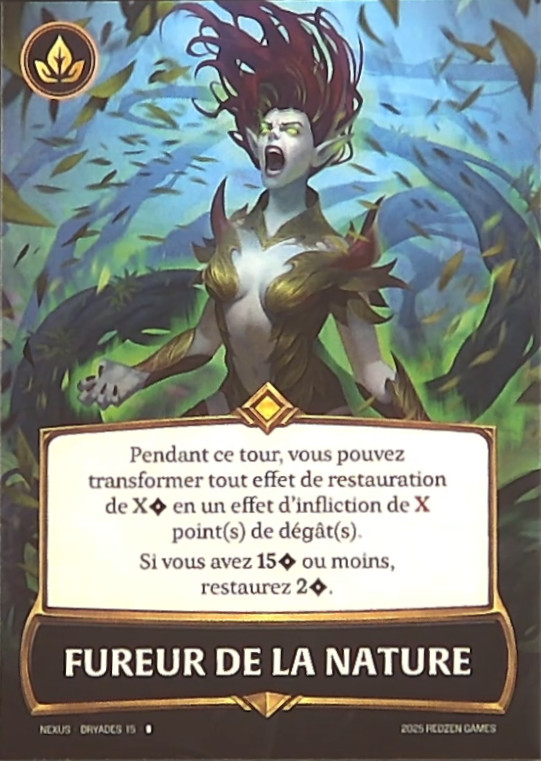 Pendant ce tour, vous pouvez
transformer tout effet de restauration
de X en un effet d'infliction de X
point(s) de dégât(s).
Si vous avez 15 ou moins,
restaurez 2.
FUREUR DE LA NATURE
NEXUS DRYADES 15 2025 REDZEN GAMES